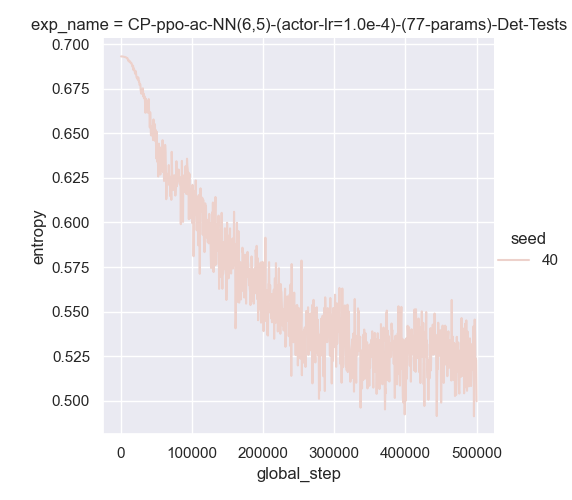 exp_name = CP-ppo-ac-NN(6,5)-(actor-lr=1.0e-4)-(77-params)-Det-Tests
0.700
0.675
0.650
0.625
0.600
0.575
0.550
0.525
0.500
entropy
seed
40
0 100000 200000 300000 400000 500000
global_step